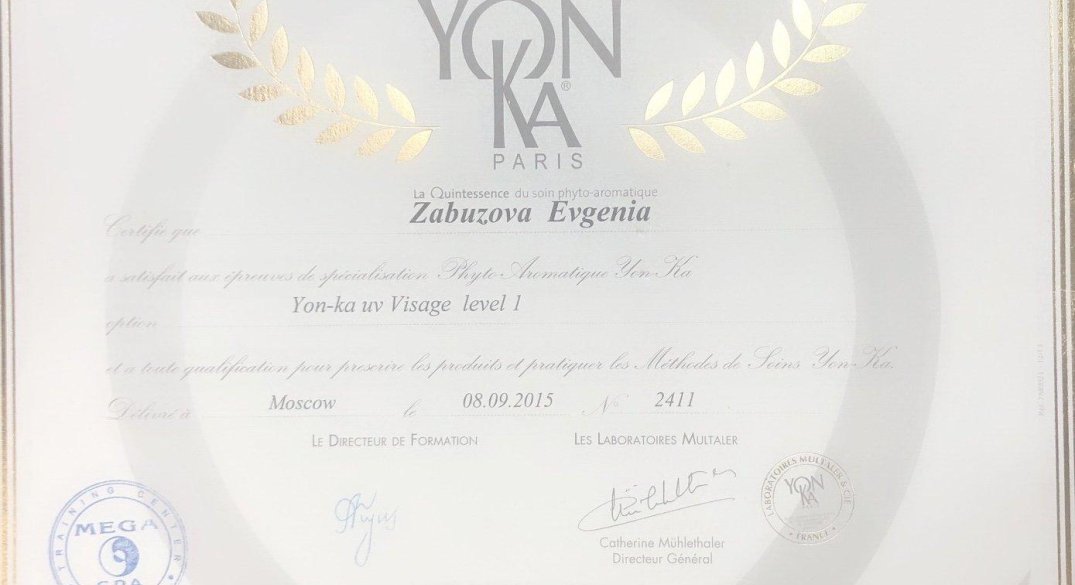 YON
KA®
PARIS
La Quintessence du soin phyto-aromatique
Certifie que Zabuzova Evgenia
a satisfait aux épreuves de spécialisation Phyto-Aromatique Yon-Ka
option Yon-ka uv Visage level 1
et a toute qualification pour prescrire les produits et pratiquer les Méthodes de Soins Yon-Ka.
Délivré à Moscow le 08.09.2015 N° 2411
LE DIRECTEUR DE FORMATION LES LABORATOIRES MULTALER
TRAINING CENTER
MEGA
SPA
LABORATOIRES MULTALER & CIE
YON
KA
FRANCE
Catherine Mühlethaler
Directeur Général